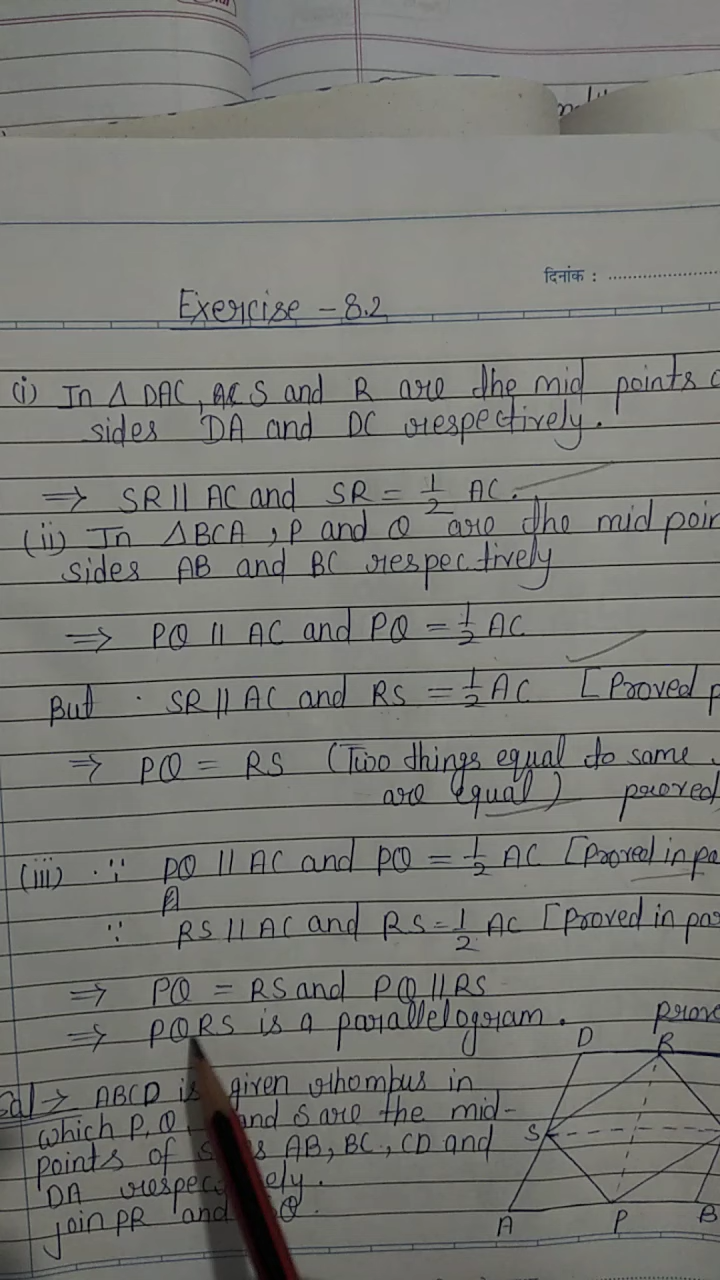 दिनांक :
Exercise - 8.2
(i) In Δ DAC, S and R are the mid points
sides DA and DC respectively.
⇒ SR || AC and SR = 1/2 AC.
(ii) In ΔBCA, P and Q are the mid
sides AB and BC respectively
⇒ PQ || AC and PQ = 1/2 AC
But SR || AC and RS = 1/2 AC [Proved
⇒ PQ = RS (Two things equal to same
are equal) proved
(iii) ∵ PQ || AC and PQ = 1/2 AC [Proved in
∵ RS || AC and RS = 1/2 AC [Proved in
⇒ PQ = RS and PQ || RS
⇒ PQRS is a parallelogram.
D R
ABCD is given rhombus in
which P, Q and S are the mid-
points of AB, BC, CD and
S
DA
join PR and
A P B